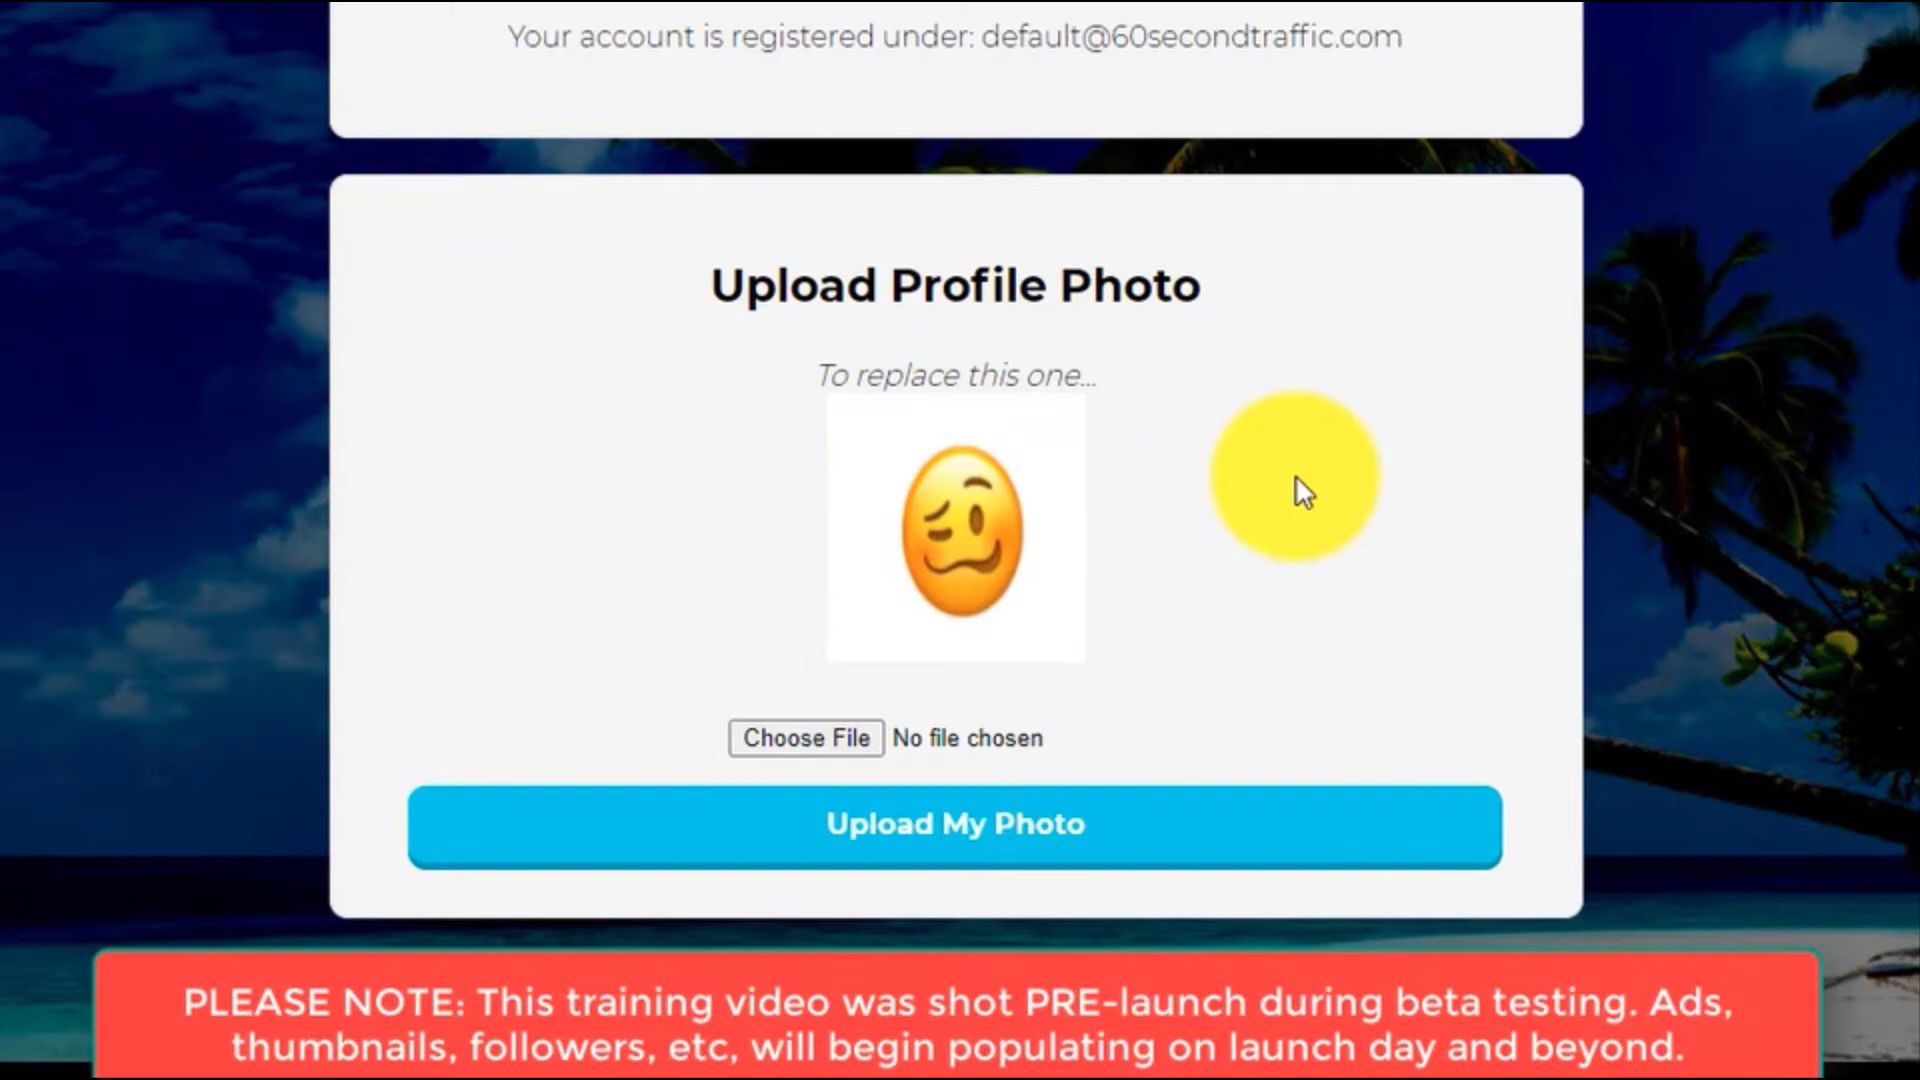 Your account is registered under: default@60secondtraffic.com
Upload Profile Photo
To replace this one...
Choose File No file chosen
Upload My Photo
PLEASE NOTE: This training video was shot PRE-launch during beta testing. Ads,
thumbnails, followers, etc, will begin populating on launch day and beyond.